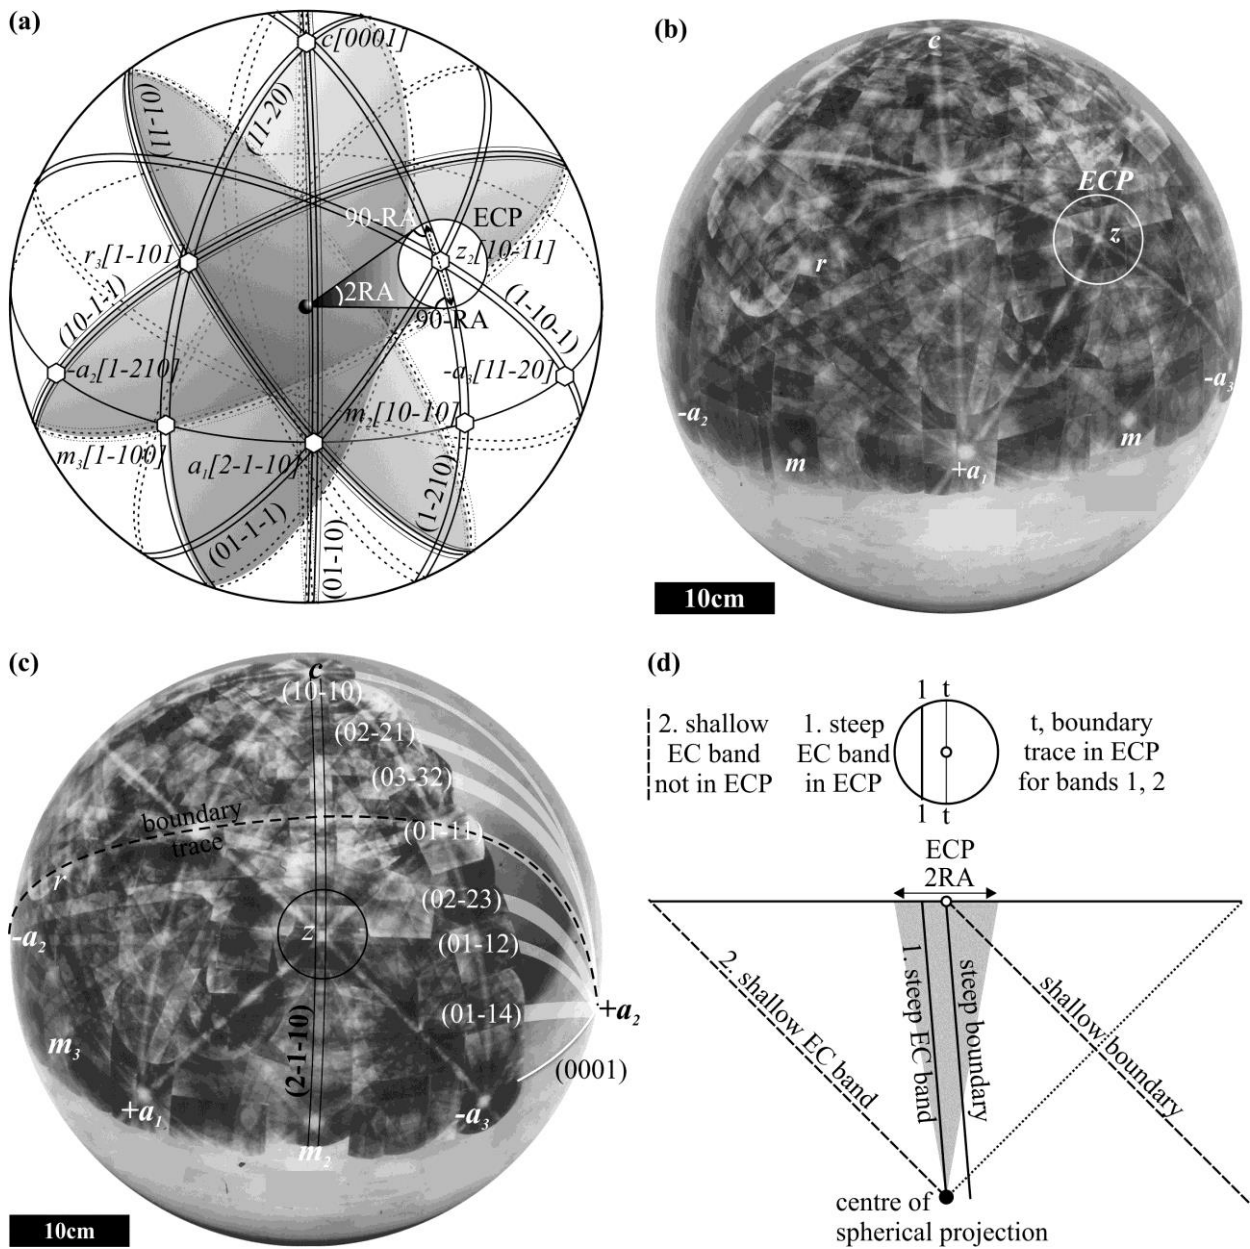 (a)
c[0001]
(01-11)
(11-20)
90-RA
ECP
r3[1-101]
z2[10-11]
2RA
(10-1-1)
90-RA
(1-10-1)
-a2[1-210]
-a3[11-20]
m2[10-10]
m3[1-100]
a1[2-1-10]
(01-1-1)
(1-210)
(01-10)
(b)
c
ECP
z
r
-a3
-a2
m
m
+a1
10cm
(c)
c
(10-10)
(02-21)
(03-32)
boundary
trace
(01-11)
r
(02-23)
-a2
z
(01-12)
(01-14)
+a2
m3
(2-1-10)
(0001)
+a1
-a3
m2
10cm
(d)
1 t
2. shallow
EC band
not in ECP
1. steep
EC band
in ECP
t, boundary
trace in ECP
for bands 1, 2
1 t
ECP
2RA
2. shallow EC band
1. steep EC band
steep boundary
shallow boundary
centre of
spherical projection